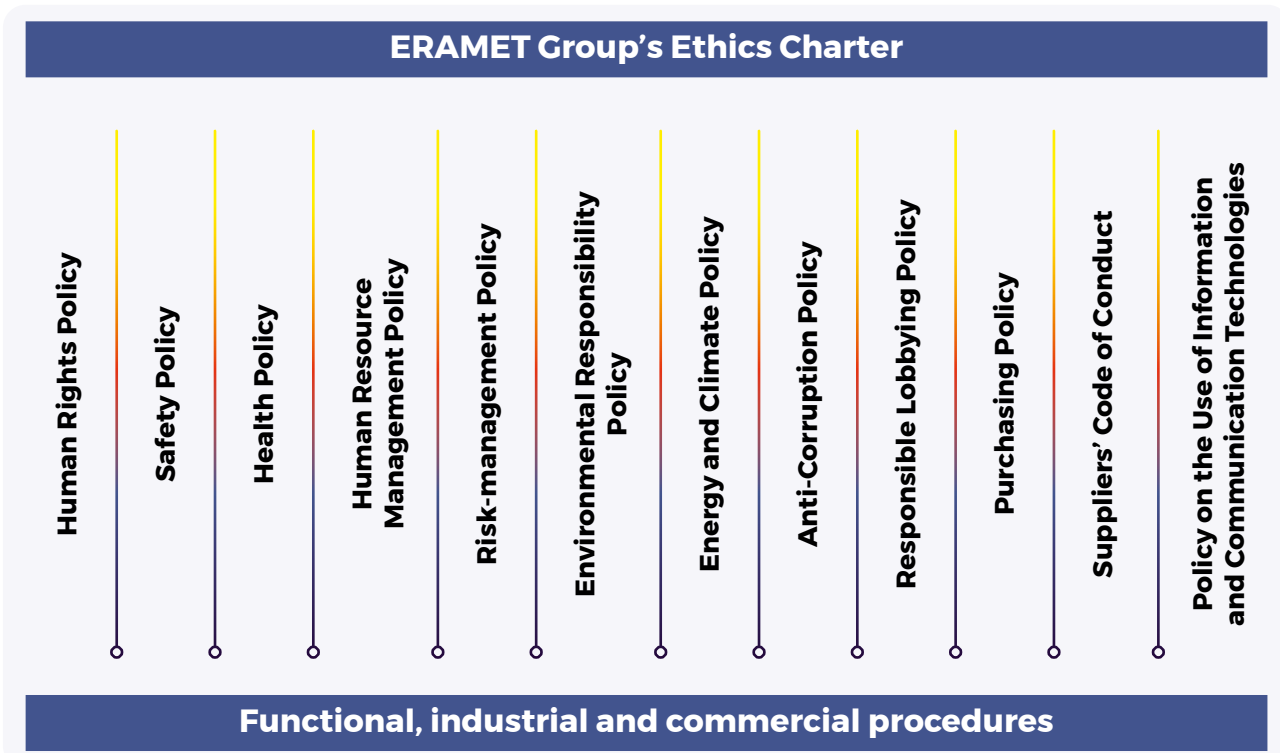 ERAMET Group’s Ethics Charter
Human Rights Policy
Safety Policy
Health Policy
Human Resource
Management Policy
Risk-management Policy
Environmental Responsibility
Policy
Energy and Climate Policy
Anti-Corruption Policy
Responsible Lobbying Policy
Purchasing Policy
Suppliers’ Code of Conduct
Policy on the Use of Information
and Communication Technologies
Functional, industrial and commercial procedures